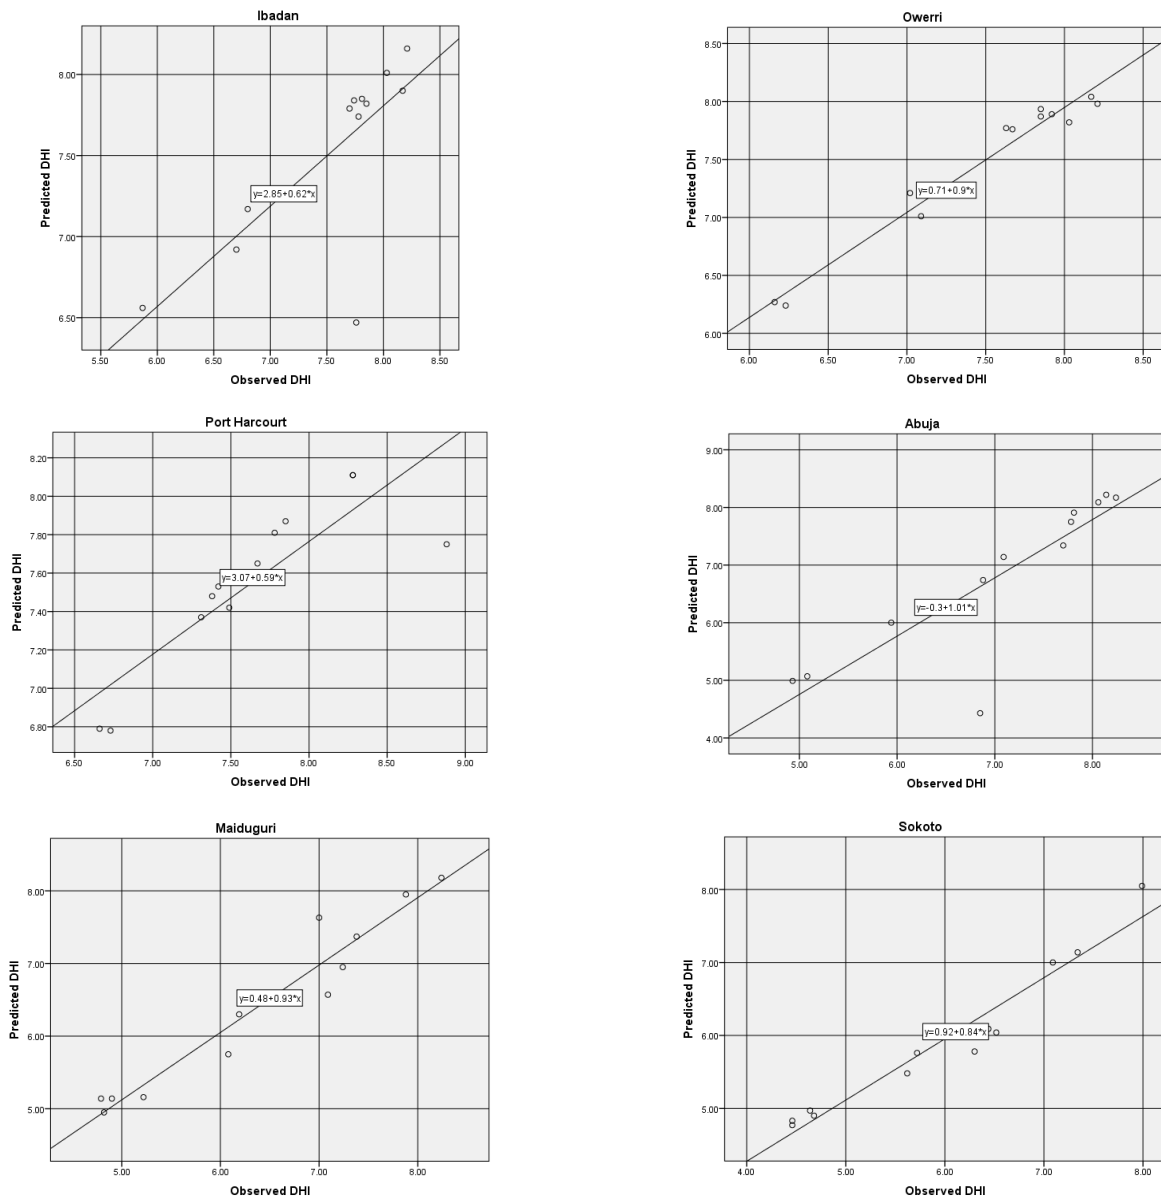 Ibadan
8.00
7.50
7.00
6.50
Predicted DHI
y=2.85+0.62*x
5.50 6.00 6.50 7.00 7.50 8.00 8.50
Observed DHI
Owerri
8.50
8.00
7.50
7.00
6.50
6.00
Predicted DHI
y=0.71+0.9*x
6.00 6.50 7.00 7.50 8.00 8.50
Observed DHI
Port Harcourt
8.20
8.00
7.80
7.60
7.40
7.20
7.00
6.80
Predicted DHI
y=3.07+0.59*x
6.50 7.00 7.50 8.00 8.50 9.00
Observed DHI
Abuja
9.00
8.00
7.00
6.00
5.00
4.00
Predicted DHI
y=-0.3+1.01*x
5.00 6.00 7.00 8.00
Observed DHI
Maiduguri
8.00
7.00
6.00
5.00
Predicted DHI
y=0.48+0.93*x
5.00 6.00 7.00 8.00
Observed DHI
Sokoto
8.00
7.00
6.00
5.00
Predicted DHI
y=0.92+0.84*x
4.00 5.00 6.00 7.00 8.00
Observed DHI